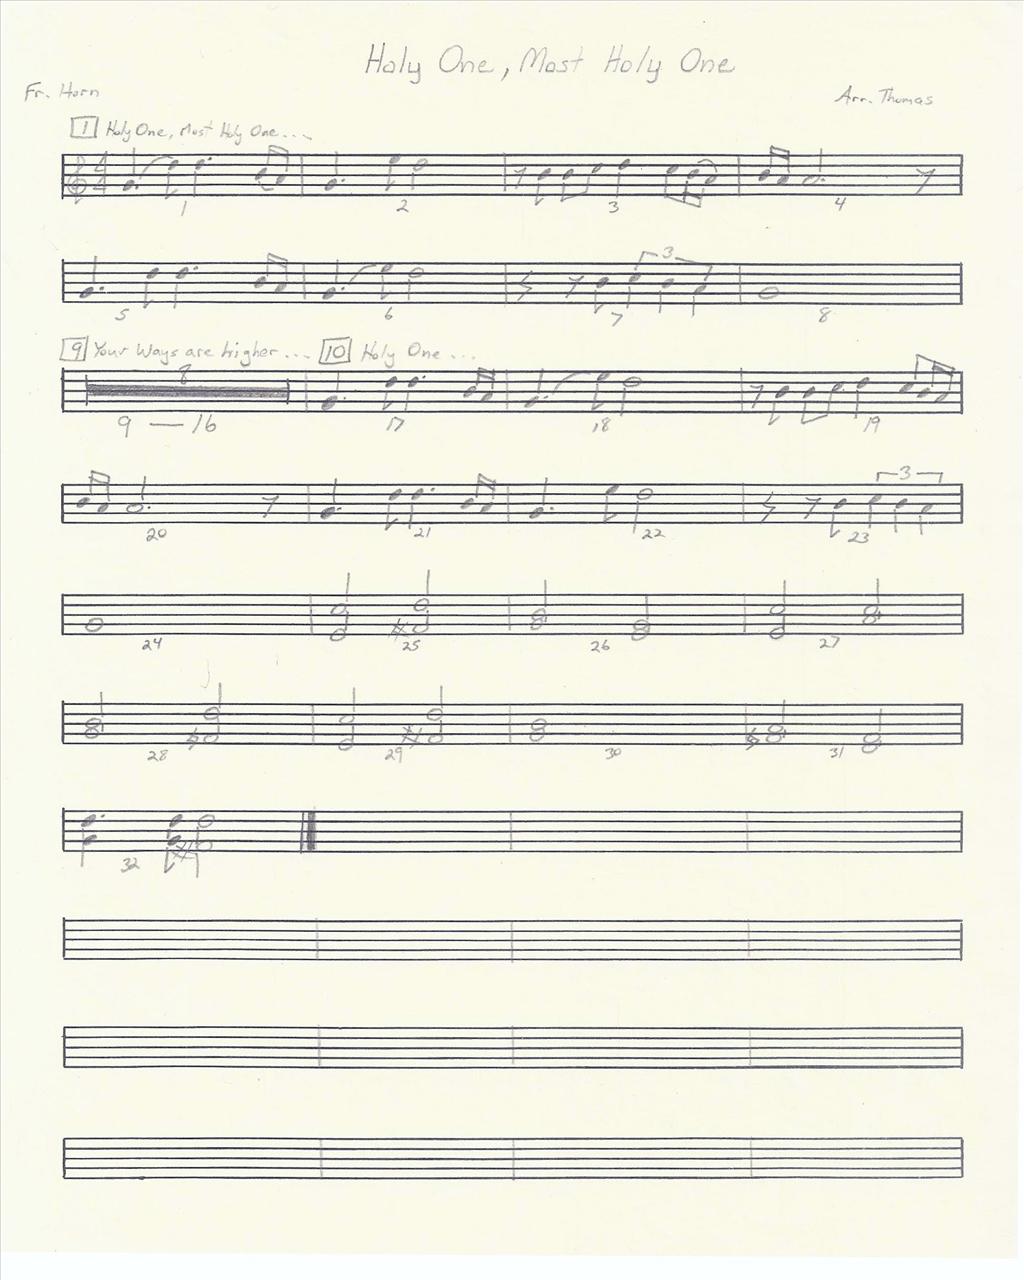 Holy One, Most Holy One
Fr. Horn
Arr. Thomas
1 Holy One, Most Holy One...
4 4
1 2 3 4
3
5 6 7 8
9 Your Ways are higher... 10 Holy One...
8
9 — 16 17 18 19
3
20 21 22 23
24 25 26 27
28 29 30 31
32